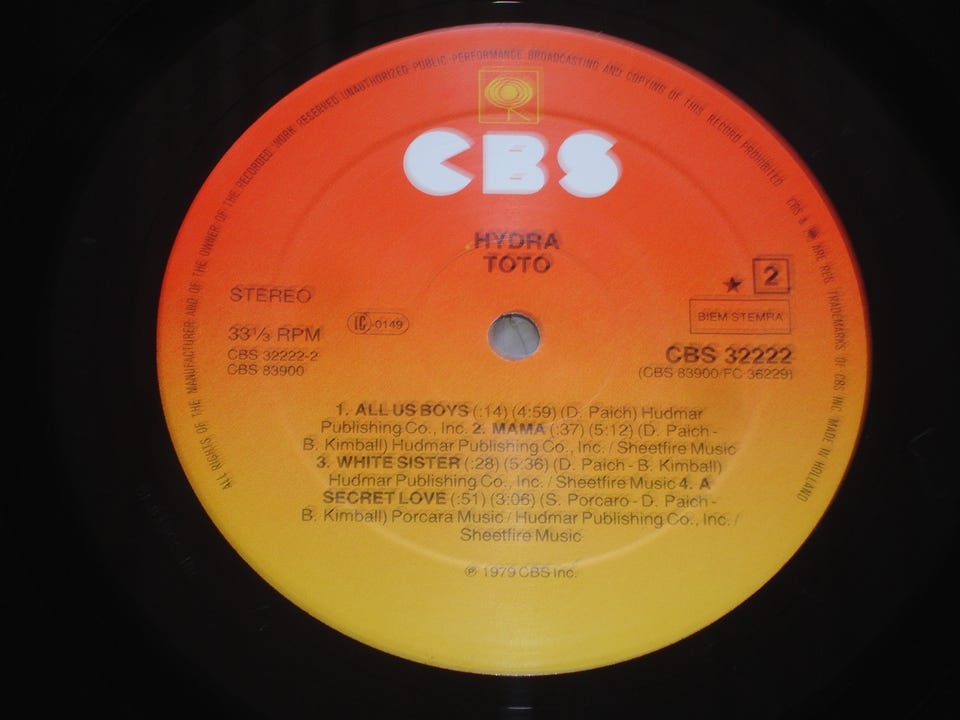 ALL RIGHTS OF THE MANUFACTURER AND OF THE OWNER OF THE RECORDED WORK RESERVED UNAUTHORIZED PUBLIC PERFORMANCE BROADCASTING AND COPYING OF THIS RECORD PROHIBITED
CBS & ARE REG TRADEMARKS OF CBS INC MADE IN HOLLAND
CBS
HYDRA
TOTO
STEREO
★ 2
33⅓ RPM
IC-0149
BIEM STEMRA
CBS 32222-2
CBS 83900
CBS 32222
(CBS 83900/FC 36229)
1. ALL US BOYS (:14) (4:59) (D. Paich) Hudmar
Publishing Co., Inc. 2. MAMA (:37) (5:12) (D. Paich -
B. Kimball) Hudmar Publishing Co., Inc. / Sheetfire Music
3. WHITE SISTER (:28) (5:36) (D. Paich - B. Kimball)
Hudmar Publishing Co., Inc. / Sheetfire Music 4. A
SECRET LOVE (:51) (3:06) (S. Porcaro - D. Paich -
B. Kimball) Porcara Music / Hudmar Publishing Co., Inc. /
Sheetfire Music
℗ 1979 CBS Inc.